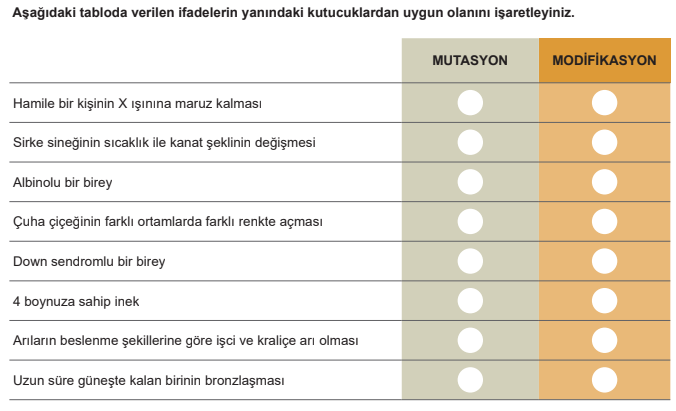 Aşağıdaki tabloda verilen ifadelerin yanındaki kutucuklardan uygun olanını işaretleyiniz.
MUTASYON MODİFİKASYON
Hamile bir kişinin X ışınına maruz kalması
Sirke sineğinin sıcaklık ile kanat şeklinin değişmesi
Albinolu bir birey
Çuha çiçeğinin farklı ortamlarda farklı renkte açması
Down sendromlu bir birey
4 boynuza sahip inek
Arıların beslenme şekillerine göre işci ve kraliçe arı olması
Uzun süre güneşte kalan birinin bronzlaşması